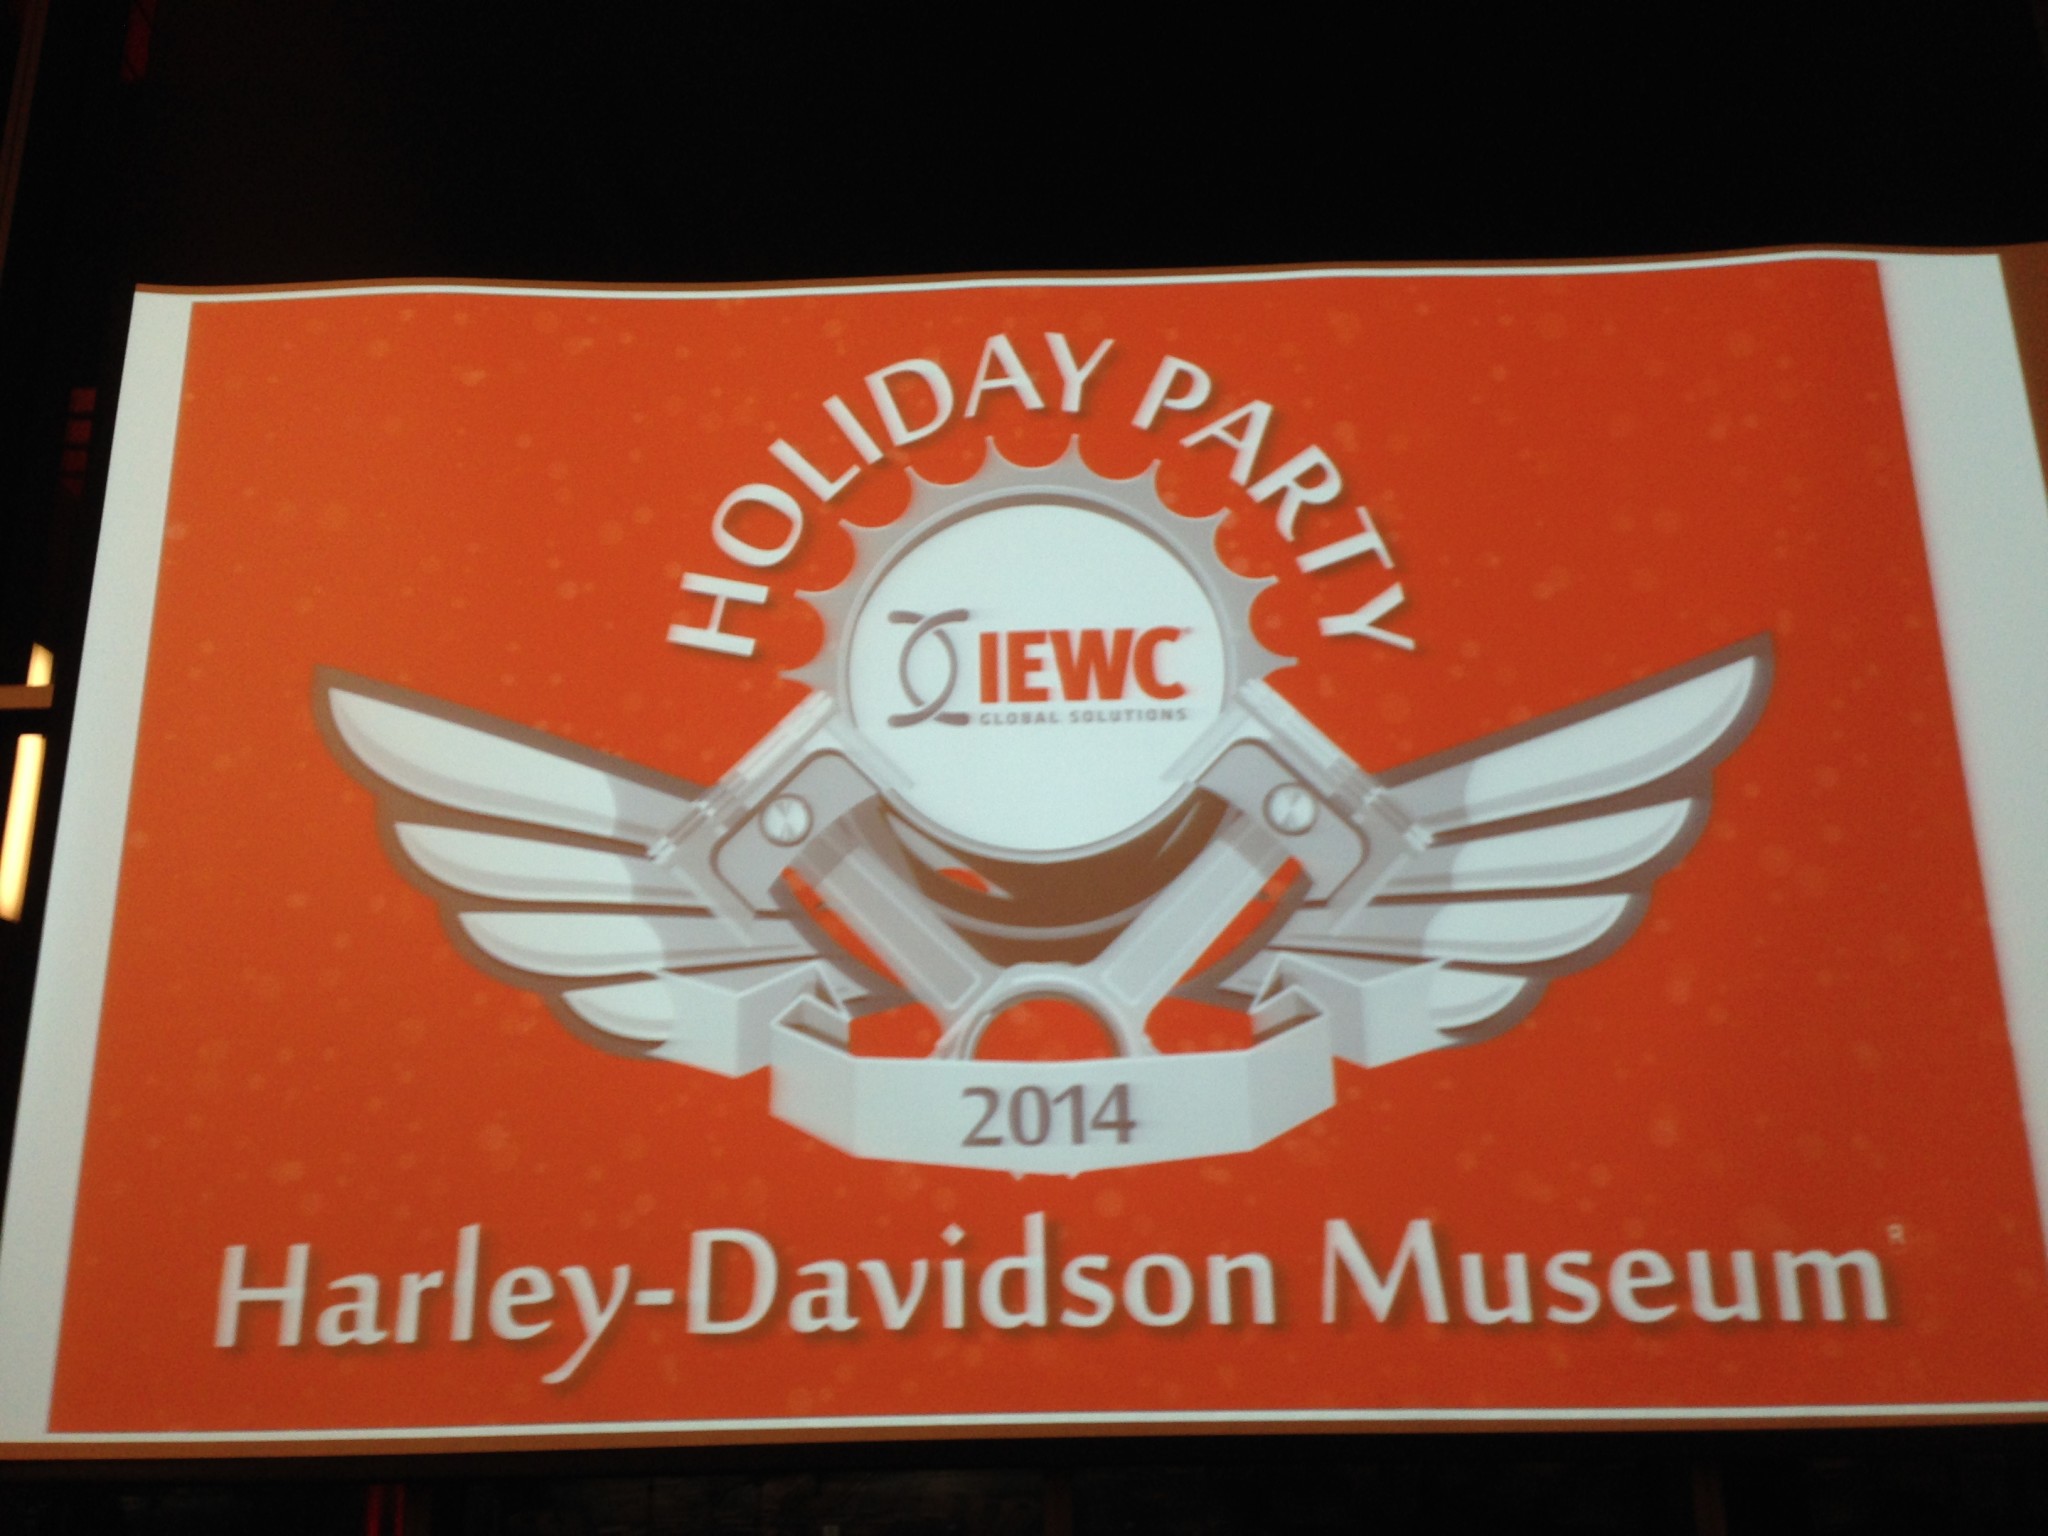 HOLIDAY PARTY
IEWC
GLOBAL SOLUTIONS
2014
Harley-Davidson Museum®